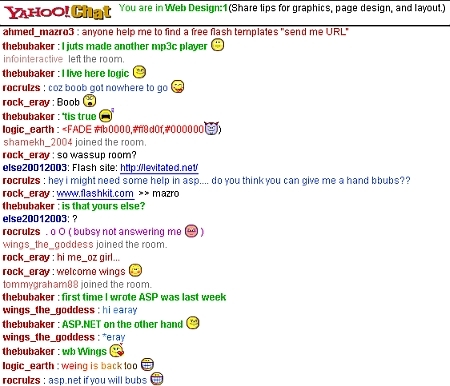 YAHOO! Chat You are in Web Design:1 (Share tips for graphics, page design, and layout.)
ahmed_mazro3 : anyone help me to find a free flash templates "send me URL"
thebubaker : I juts made another mp3c player
infointeractive left the room.
thebubaker : I live here logic
rocrulzs : coz boob got nowhere to go
rock_eray : Boob
thebubaker : "tis true
logic_earth : <FADE #fb0000,#ff8d0f,#000000 )
shamekh_2004 joined the room.
rock_eray : so wassup room?
else20012003: Flash site: http://levitated.net/
rocrulzs : hey i might need some help in asp.... do you think you can give me a hand bbubs??
rock_eray : www.flashkit.com >> mazro
thebubaker : is that yours else?
else20012003: ?
rocrulzs . o O ( bubsy not answering me )
wings_the_goddess joined the room.
rock_eray : hi me_oz girl...
rock_eray : welcome wings
tommygraham88 joined the room.
thebubaker : first time I wrote ASP was last week
wings_the_goddess : hi earay
thebubaker : ASP.NET on the other hand
wings_the_goddess : *eray
thebubaker : wb Wings
logic_earth : weing is back too
rocrulzs : asp.net if you will bubs